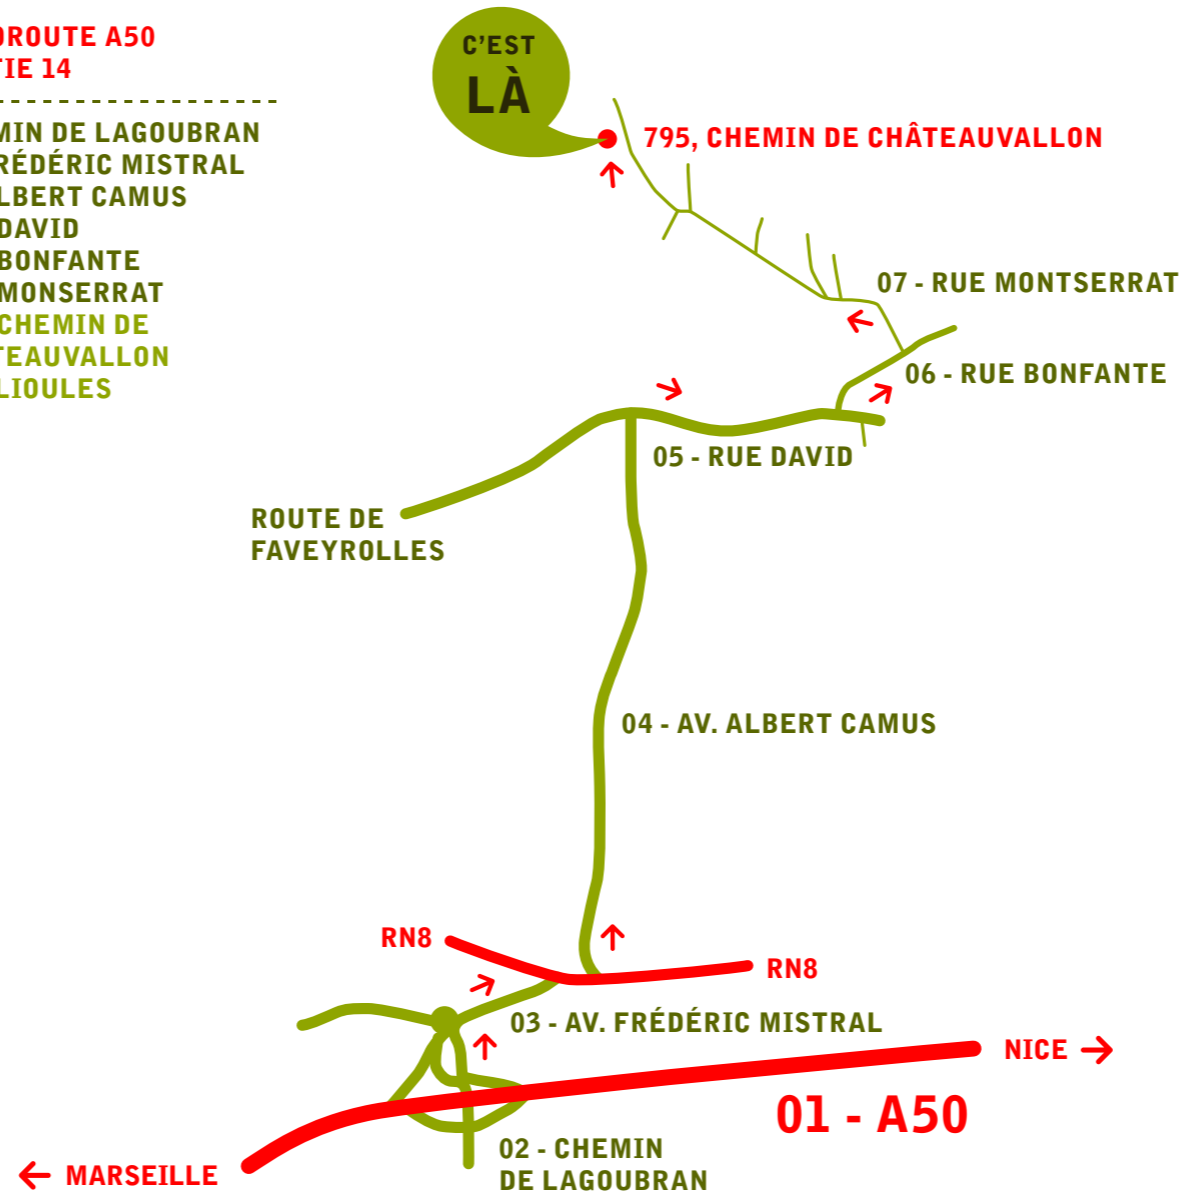 OROUTE A50
TIE 14
MIN DE LAGOUBRAN
RÉDÉRIC MISTRAL
LBERT CAMUS
DAVID
BONFANTE
MONSERRAT
CHEMIN DE
TEAUVALLON
LIOULES
C'EST
LÀ
795, CHEMIN DE CHÂTEAUVALLON
07 - RUE MONTSERRAT
06 - RUE BONFANTE
05 - RUE DAVID
ROUTE DE
FAVEYROLLES
04 - AV. ALBERT CAMUS
RN8
RN8
03 - AV. FRÉDÉRIC MISTRAL
NICE →
01 - A50
02 - CHEMIN
DE LAGOUBRAN
← MARSEILLE